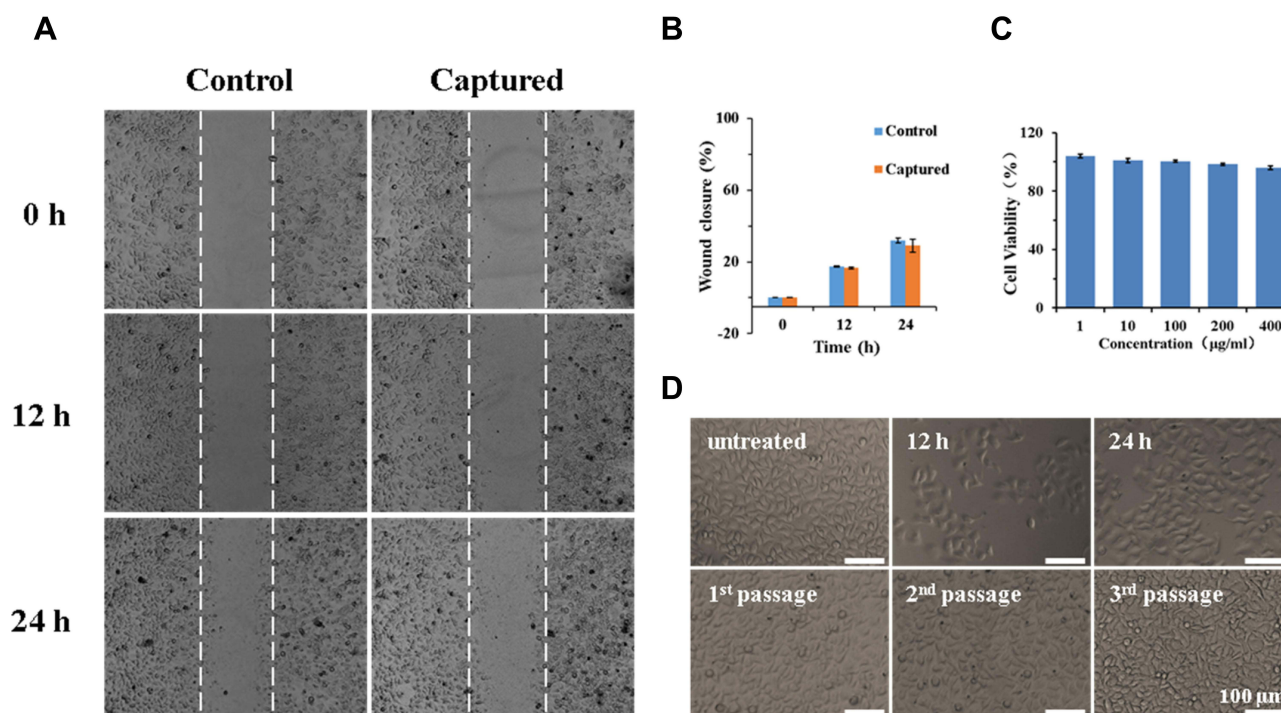 A
Control Captured
0 h
12 h
24 h
B
100
60
20
-20
Wound closure (%)
Control
Captured
0 12 24
Time (h)
C
120
80
40
0
Cell Viability (%)
1 10 100 200 400
Concentration (μg/ml)
D
untreated 12 h 24 h
1st passage 2nd passage 3rd passage
100 μm